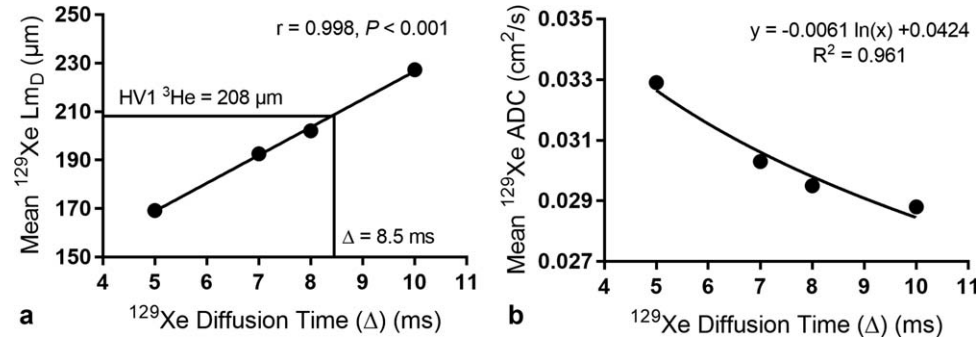 r = 0.998, P < 0.001
HV1 ³He = 208 µm
Δ = 8.5 ms
Mean ¹²⁹Xe Lm_D (µm)
250
230
210
190
170
150
4 5 6 7 8 9 10 11
a ¹²⁹Xe Diffusion Time (Δ) (ms)
y = -0.0061 ln(x) +0.0424
R² = 0.961
Mean ¹²⁹Xe ADC (cm²/s)
0.035
0.033
0.031
0.029
0.027
4 5 6 7 8 9 10 11
b ¹²⁹Xe Diffusion Time (Δ) (ms)